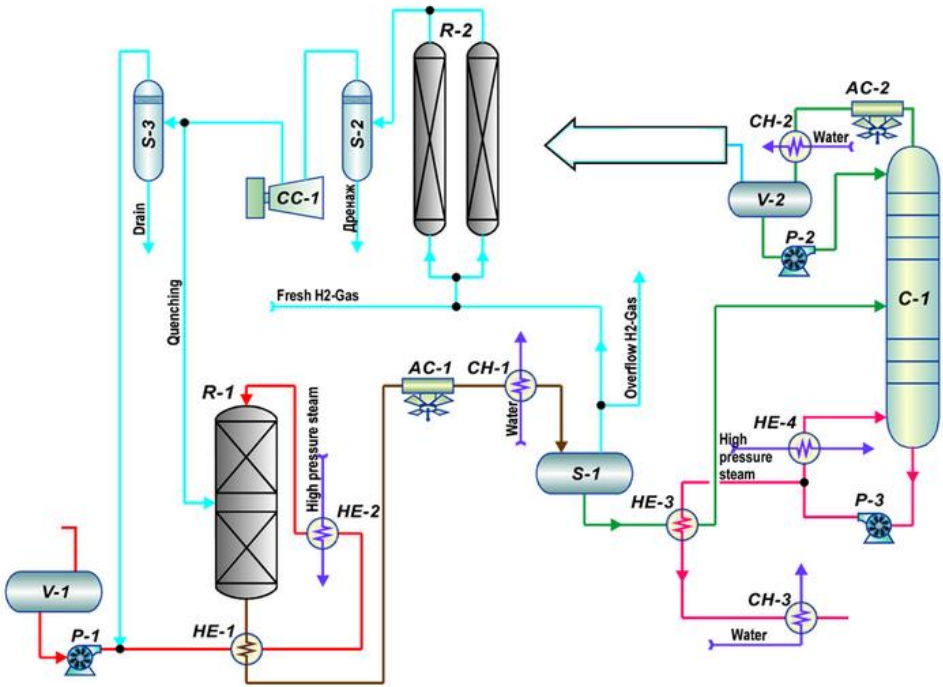 R-2
AC-2
CH-2
Water
S-3
S-2
CC-1
V-2
P-2
C-1
Drain
Дренаж
Quenching
Fresh H2-Gas
Overflow H2-Gas
AC-1
CH-1
Water
R-1
High pressure steam
HE-2
S-1
HE-3
HE-4
High
pressure
steam
P-3
V-1
P-1
HE-1
CH-3
Water